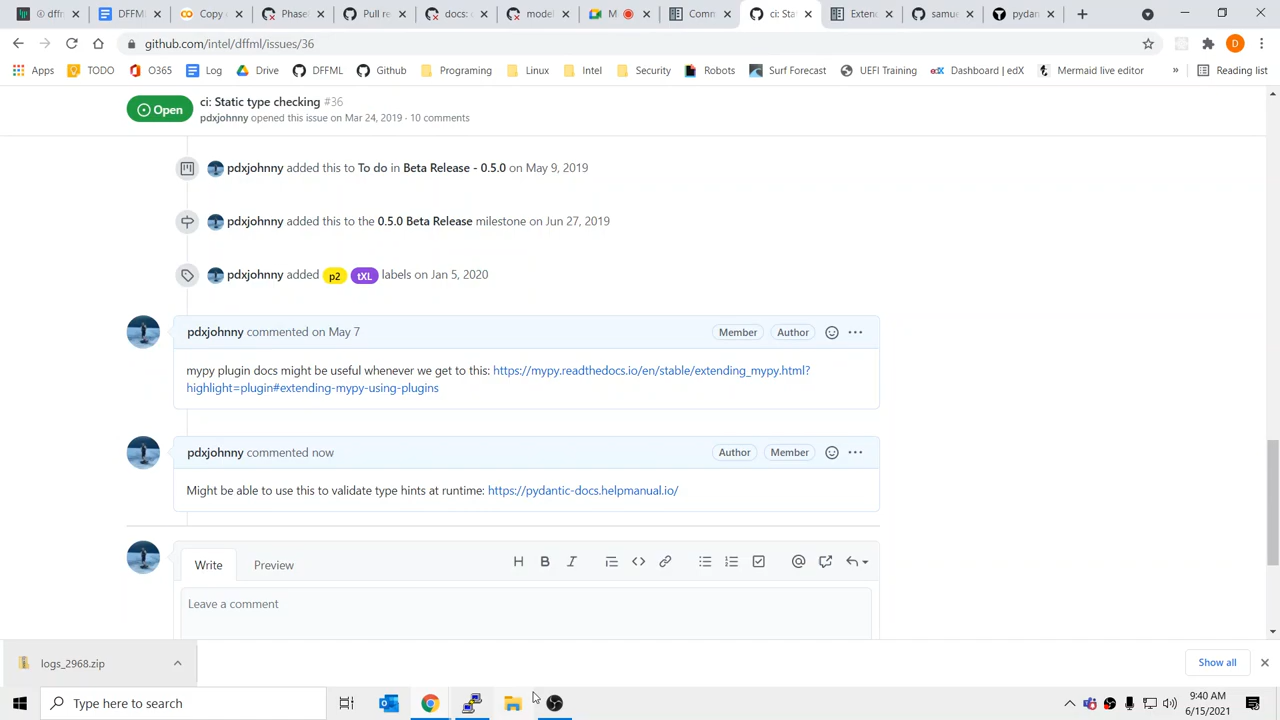 dffm
DFFML
Copy c
Phasel
Pull re
docs: c
model
M
Comm
ci: Sta
Exten
samue
pydan
github.com/intel/dffml/issues/36
D
Apps
TODO
O365
Log
Drive
DFFML
Github
Programing
Linux
Intel
Security
Robots
Surf Forecast
UEFI Training
edX
Dashboard | edX
Mermaid live editor
»
Reading list
Open
ci: Static type checking #36
pdxjohnny opened this issue on Mar 24, 2019 · 10 comments
pdxjohnny added this to To do in Beta Release - 0.5.0 on May 9, 2019
pdxjohnny added this to the 0.5.0 Beta Release milestone on Jun 27, 2019
pdxjohnny added p2 tXL labels on Jan 5, 2020
pdxjohnny commented on May 7
Member
Author
mypy plugin docs might be useful whenever we get to this: https://mypy.readthedocs.io/en/stable/extending_mypy.html?
highlight=plugin#extending-mypy-using-plugins
pdxjohnny commented now
Author
Member
Might be able to use this to validate type hints at runtime: https://pydantic-docs.helpmanual.io/
Write
Preview
H B I
Leave a comment
logs_2968.zip
Show all
Type here to search
9:40 AM
6/15/2021